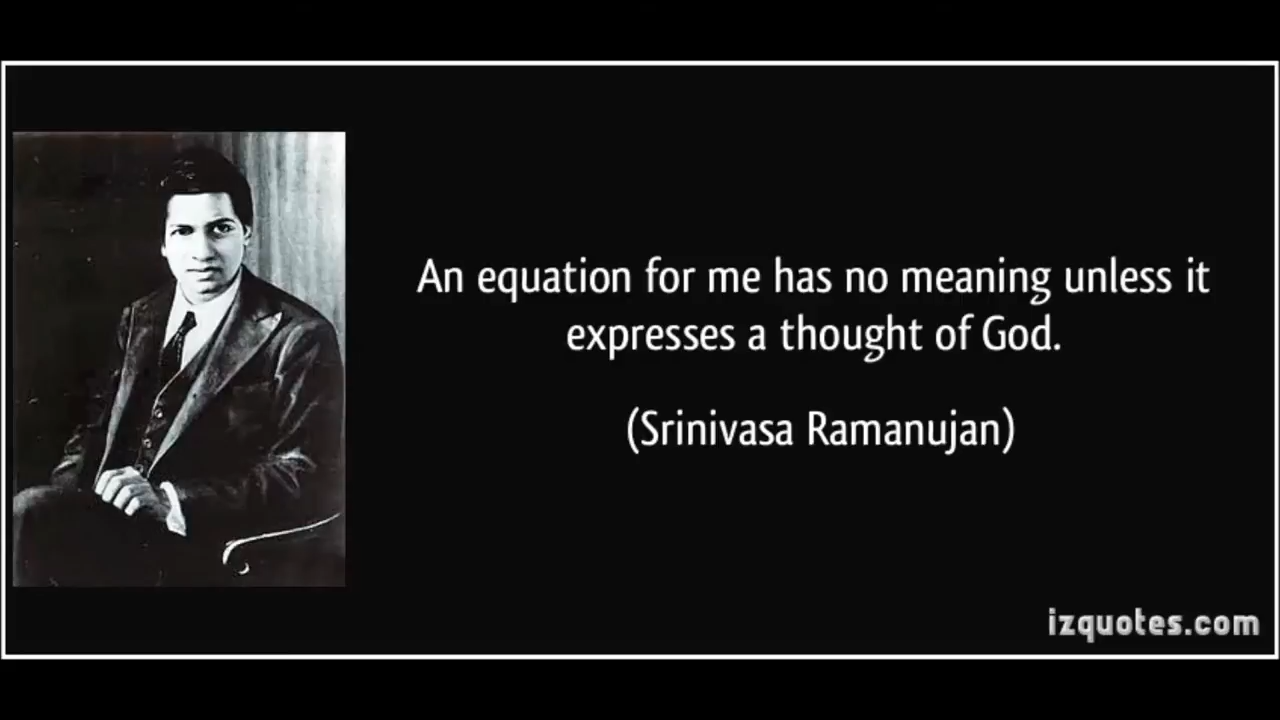 An equation for me has no meaning unless it
expresses a thought of God.
(Srinivasa Ramanujan)
izquotes.com